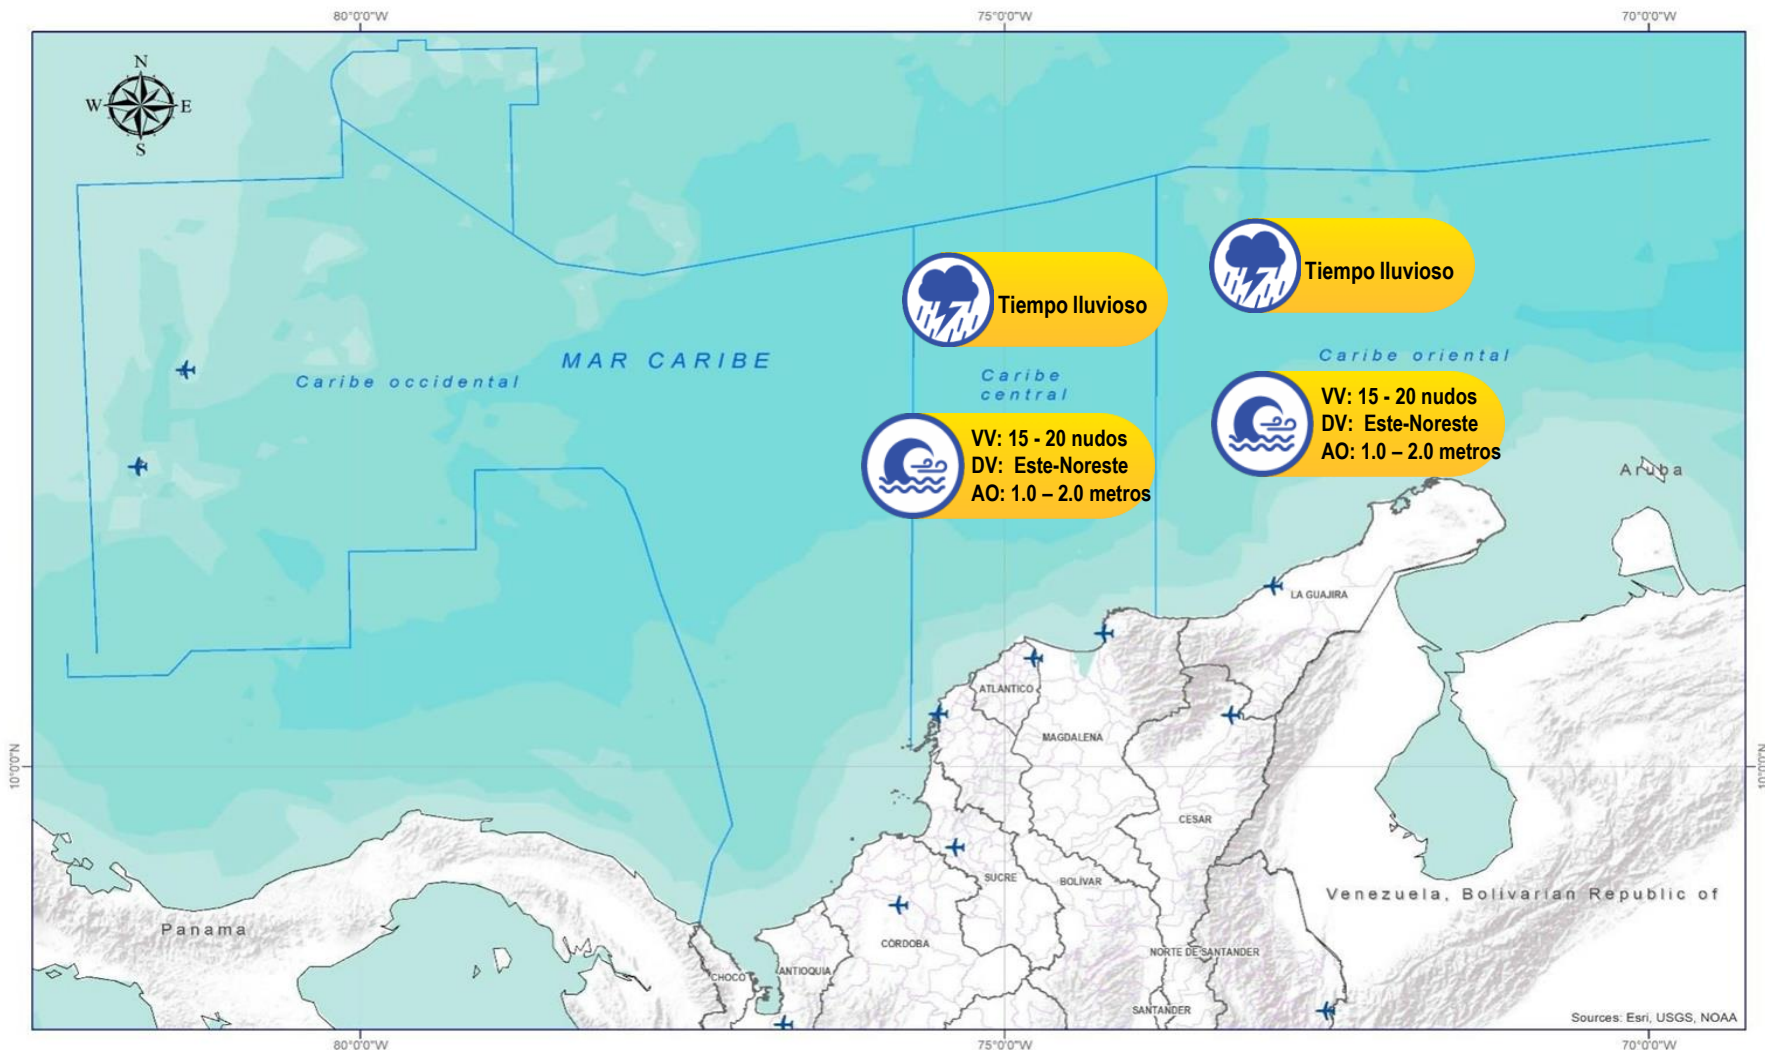 80°0'0"W
75°0'0"W
70°0'0"W
N
W
E
S
Tiempo lluvioso
Tiempo lluvioso
MAR CARIBE
Caribe occidental
Caribe
central
Caribe oriental
VV: 15 - 20 nudos
DV: Este-Noreste
AO: 1.0 – 2.0 metros
VV: 15 - 20 nudos
DV: Este-Noreste
AO: 1.0 – 2.0 metros
Aruba
LA GUAJIRA
ATLANTICO
MAGDALENA
10°0'0"N
10°0'0"N
CESAR
SUCRE
BOLÍVAR
Venezuela, Bolivarian Republic of
Panama
CÓRDOBA
NORTE DE SANTANDER
CHOCO
ANTIOQUIA
SANTANDER
Sources: Esri, USGS, NOAA
80°0'0"W
75°0'0"W
70°0'0"W